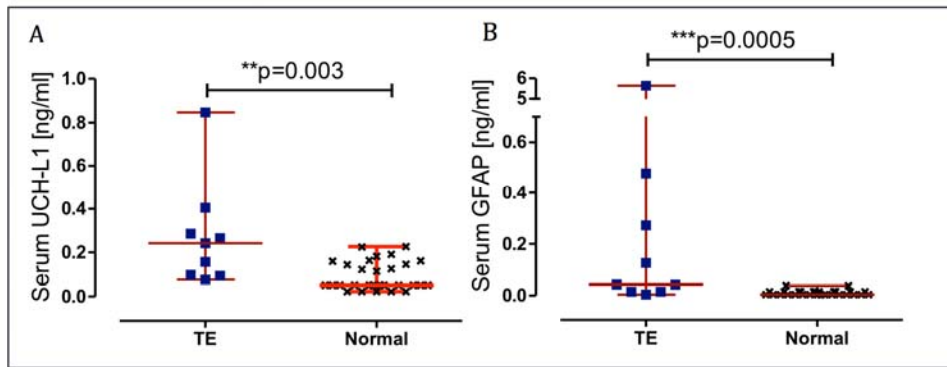 A
**p=0.003
Serum UCH-L1 [ng/ml]
1.0
0.8
0.6
0.4
0.2
0.0
TE Normal
B
***p=0.0005
Serum GFAP [ng/ml]
6
5
0.6
0.4
0.2
0.0
TE Normal